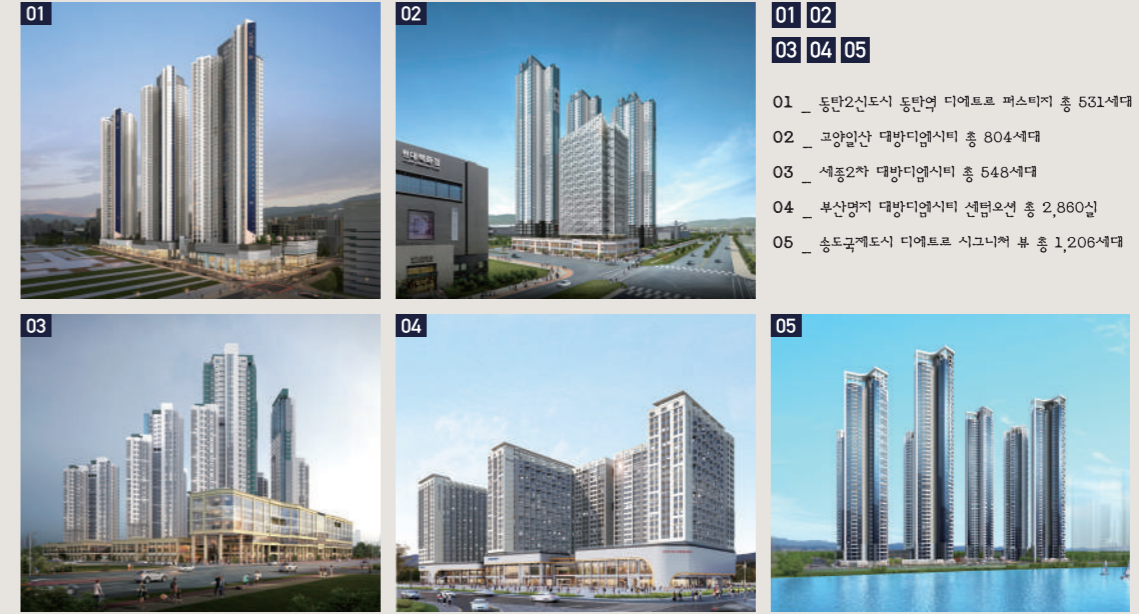 01
02
01 02
03 04 05
01 _ 동탄2신도시 동탄역 디에트르 퍼스티지 총 531세대
02 _ 고양일산 대방디엠시티 총 804세대
03 _ 세종2차 대방디엠시티 총 548세대
04 _ 부산명지 대방디엠시티 센텀오션 총 2,860실
05 _ 송도국제도시 디에트르 시그니처 뷰 총 1,206세대
현대백화점
03
04
05